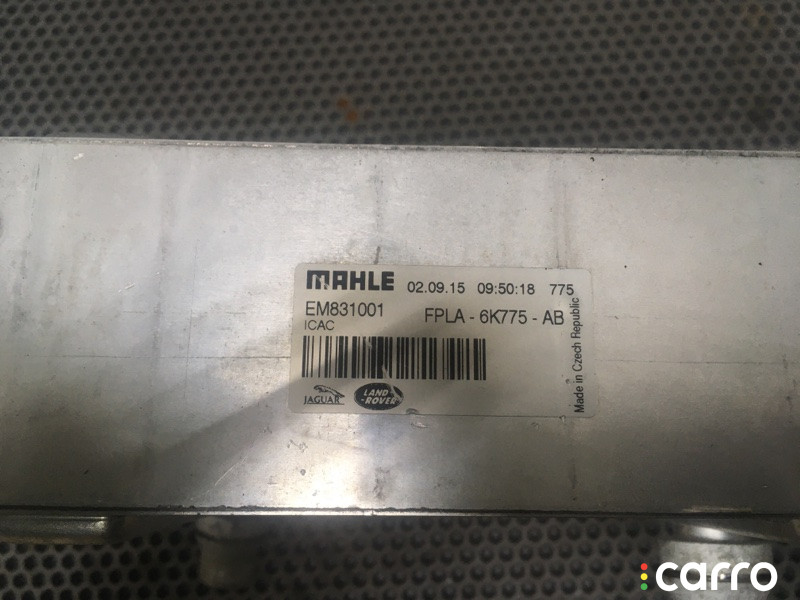 MAHLE 02.09.15 09:50:18 775
EM831001 FPLA - 6K775 - AB
ICAC
JAGUAR
LAND
-ROVER
Made in Czech Republic
carro